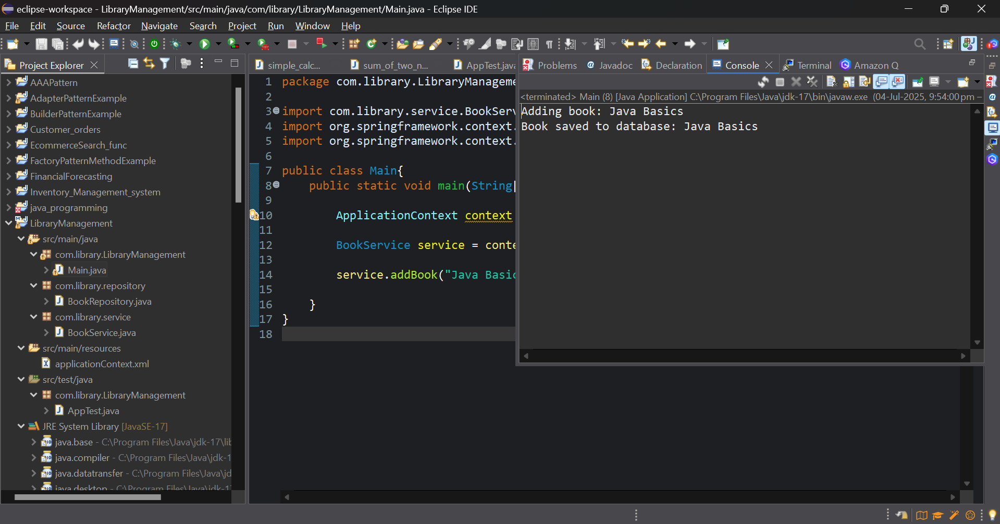 eclipse-workspace - LibraryManagement/src/main/java/com/library/LibraryManagement/Main.java - Eclipse IDE
File Edit Source Refactor Navigate Search Project Run Window Help
Project Explorer
AAAPattern
AdapterPatternExample
BuilderPatternExample
Customer_orders
EcommerceSearch_func
FactoryPatternMethodExample
FinancialForecasting
Inventory_Management_system
java_programming
LibraryManagement
src/main/java
com.library.LibraryManagement
Main.java
com.library.repository
BookRepository.java
com.library.service
BookService.java
src/main/resources
applicationContext.xml
src/test/java
com.library.LibraryManagement
AppTest.java
JRE System Library [JavaSE-17]
java.base - C:\Program Files\Java\jdk-17\lib
java.compiler - C:\Program Files\Java\jdk-1
java.datatransfer - C:\Program Files\Java\jd
java.desktop - C:\Program Files\Java\jdk-17
simple_calc... sum_of_two_n... AppTest.java
1 package com.library.LibraryManageme
2
3 import com.library.service.BookServ
4 import org.springframework.context.
5 import org.springframework.context.
6
7 public class Main{
8 public static void main(String[
9
10 ApplicationContext context
11
12 BookService service = conte
13
14 service.addBook("Java Basic
15
16 }
17 }
18
Problems @ Javadoc Declaration Console Terminal Amazon Q
<terminated> Main (8) [Java Application] C:\Program Files\Java\jdk-17\bin\javaw.exe (04-Jul-2025, 9:54:00 pm –
Adding book: Java Basics
Book saved to database: Java Basics